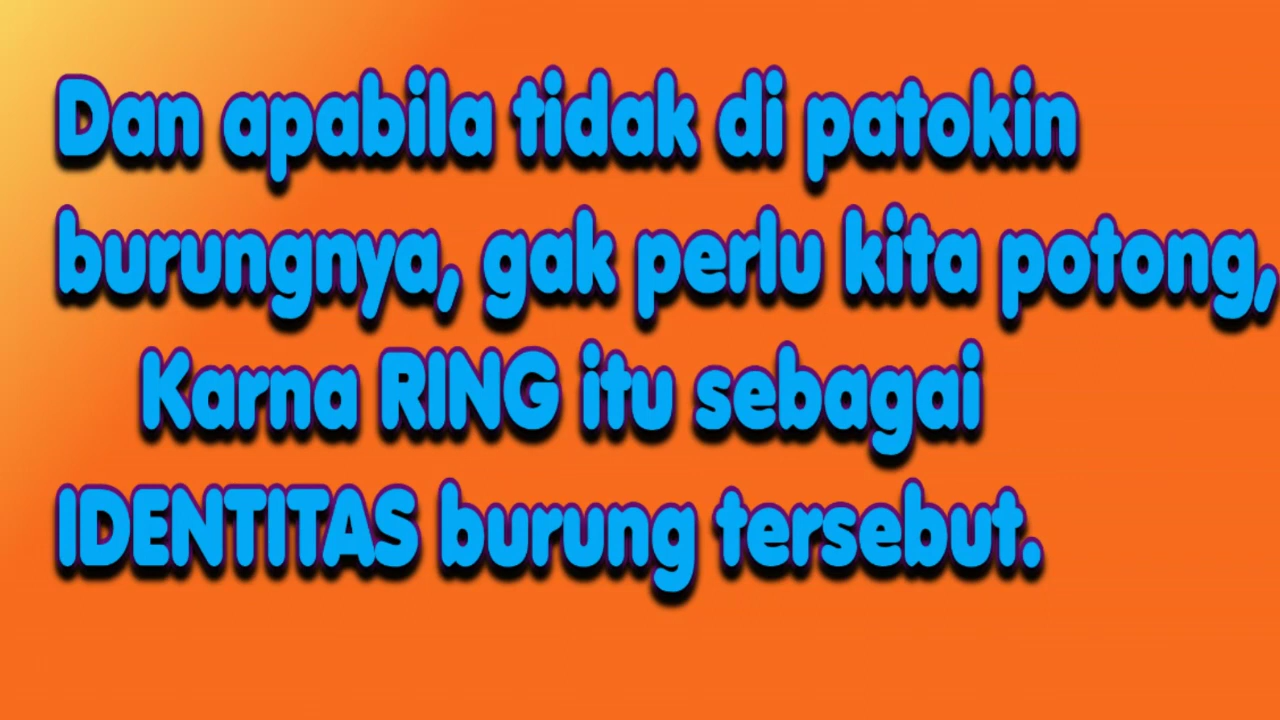 Dan apabila tidak di patokin
burungnya, gak perlu kita potong,
Karna RING itu sebagai
IDENTITAS burung tersebut.